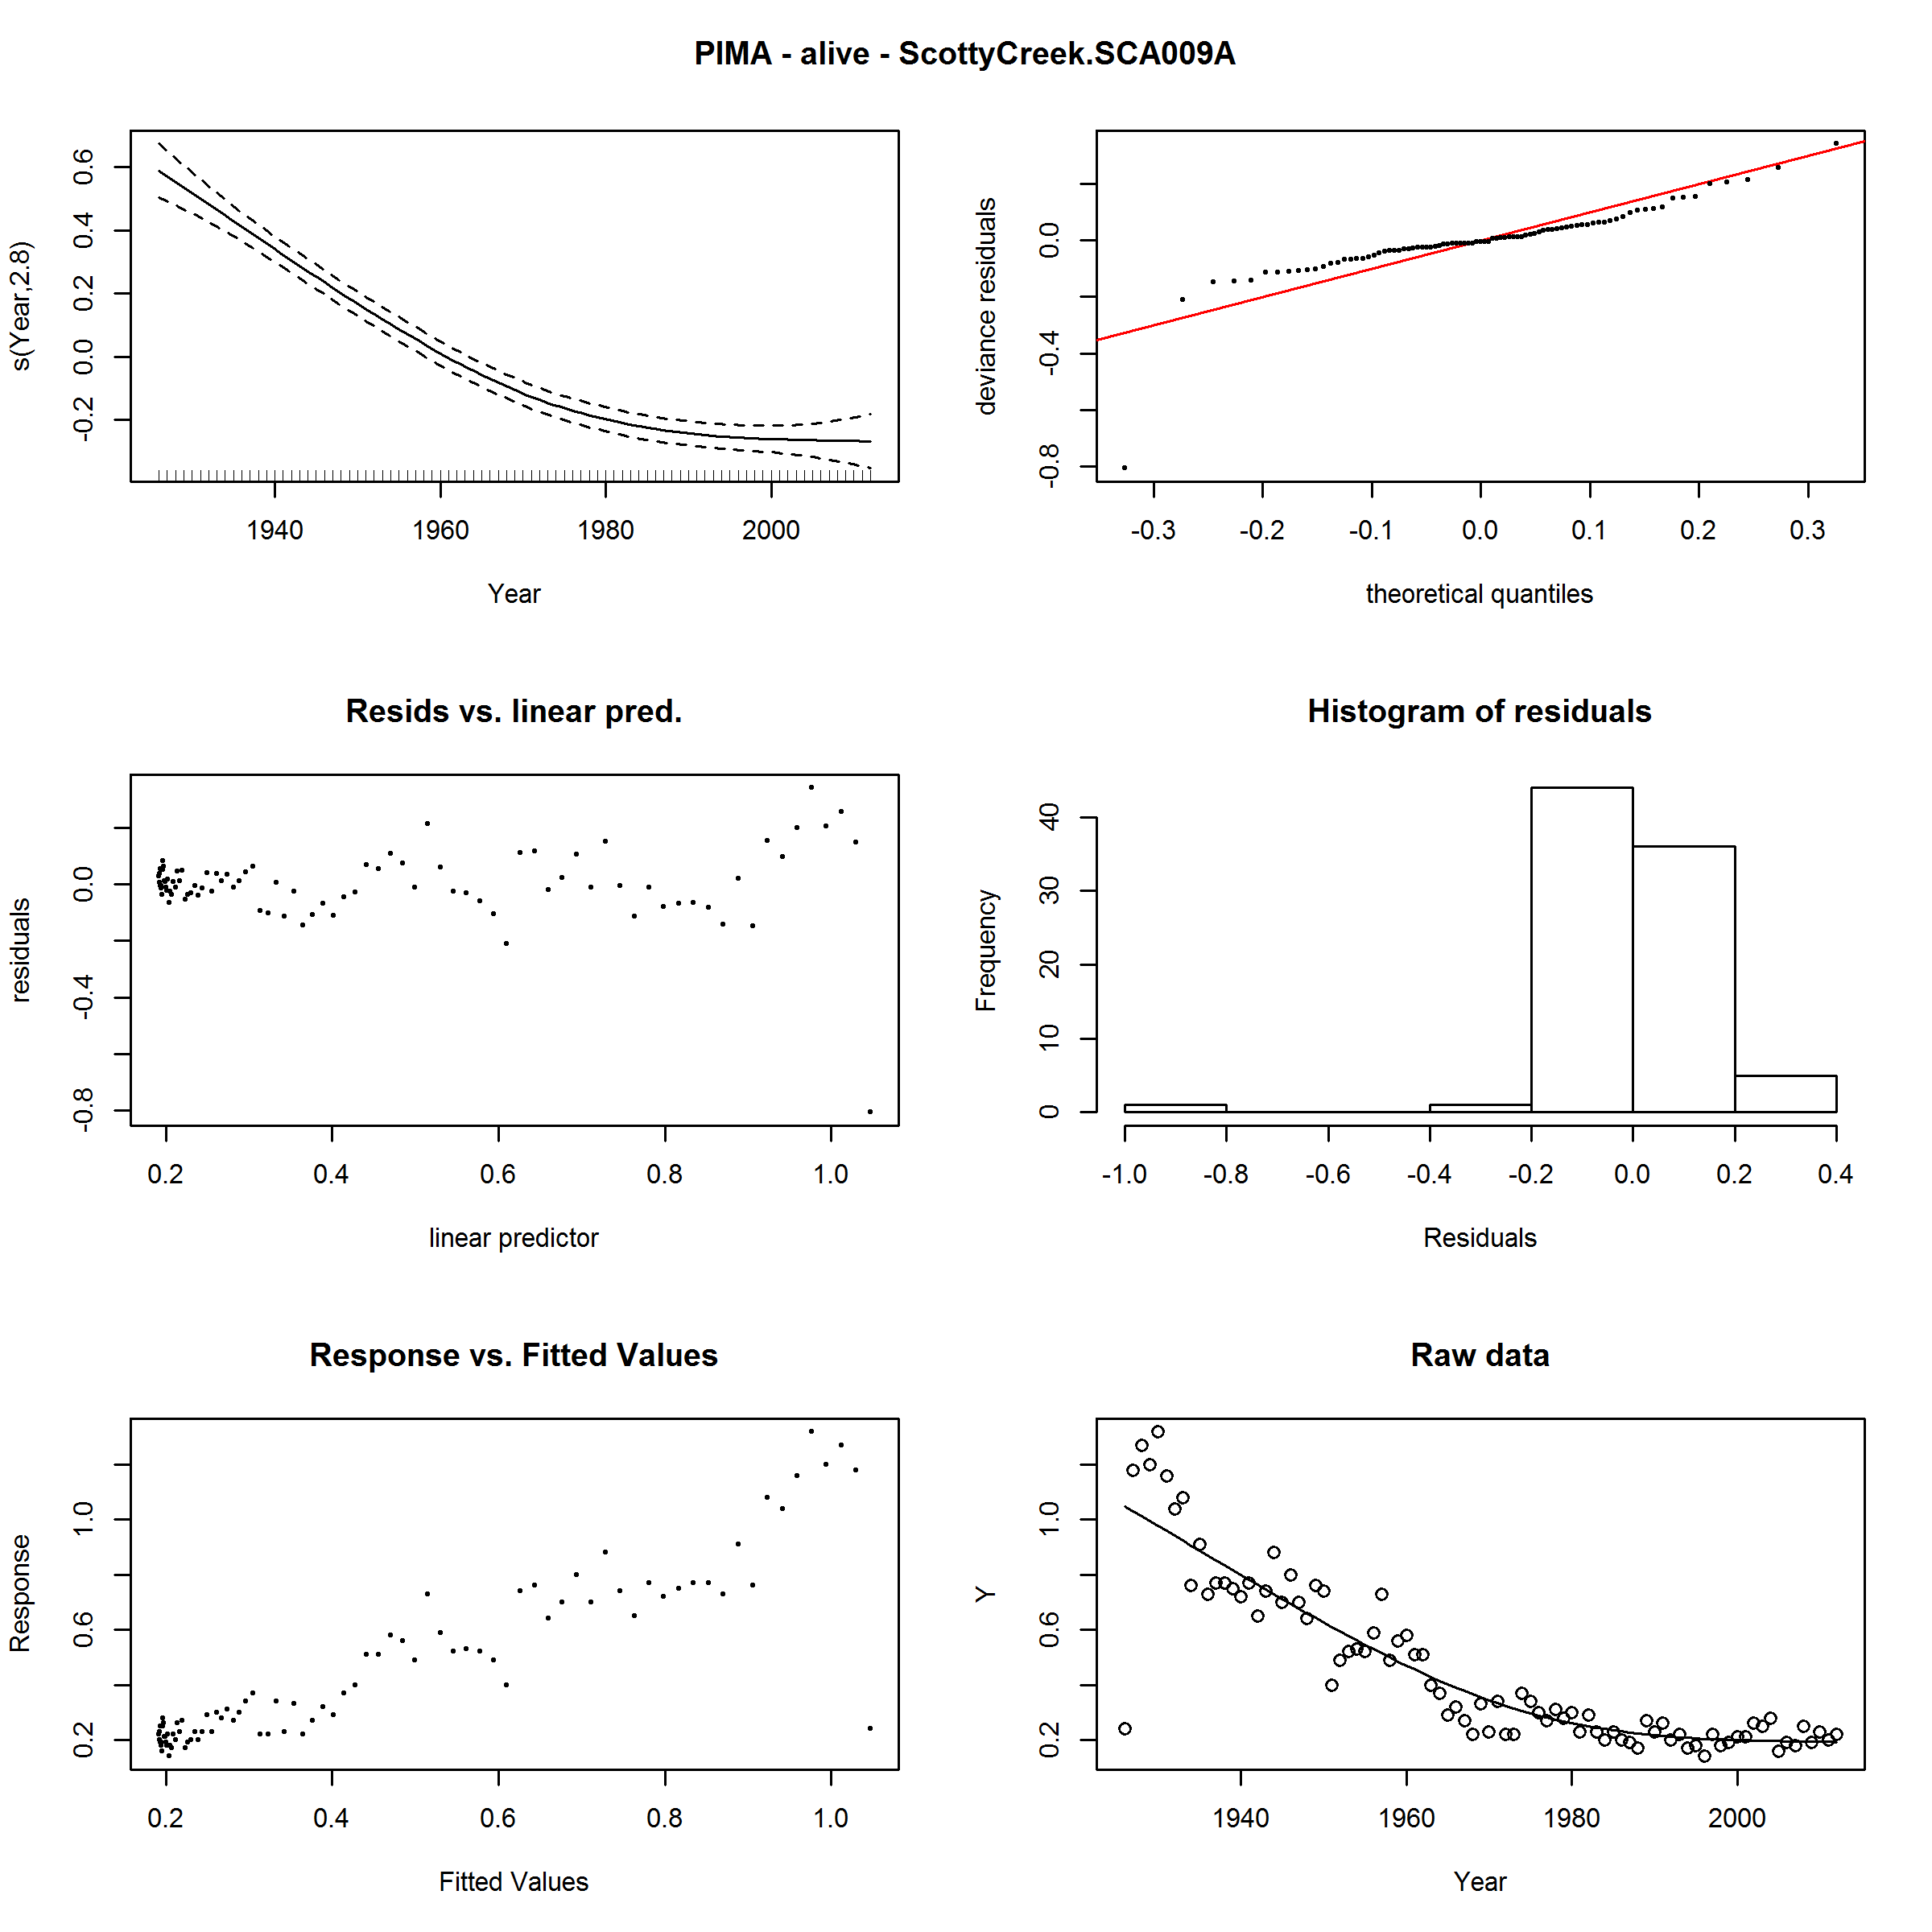 PIMA - alive - ScottyCreek.SCA009A
s(Year,2.8)
0.6
0.4
0.2
0.0
-0.2
1940 1960 1980 2000
Year
deviance residuals
0.0
-0.4
-0.8
-0.3 -0.2 -0.1 0.0 0.1 0.2 0.3
theoretical quantiles
Resids vs. linear pred.
residuals
0.0
-0.4
-0.8
0.2 0.4 0.6 0.8 1.0
linear predictor
Histogram of residuals
Frequency
40
30
20
10
0
-1.0 -0.8 -0.6 -0.4 -0.2 0.0 0.2 0.4
Residuals
Response vs. Fitted Values
Response
1.0
0.6
0.2
0.2 0.4 0.6 0.8 1.0
Fitted Values
Raw data
Y
1.0
0.6
0.2
1940 1960 1980 2000
Year